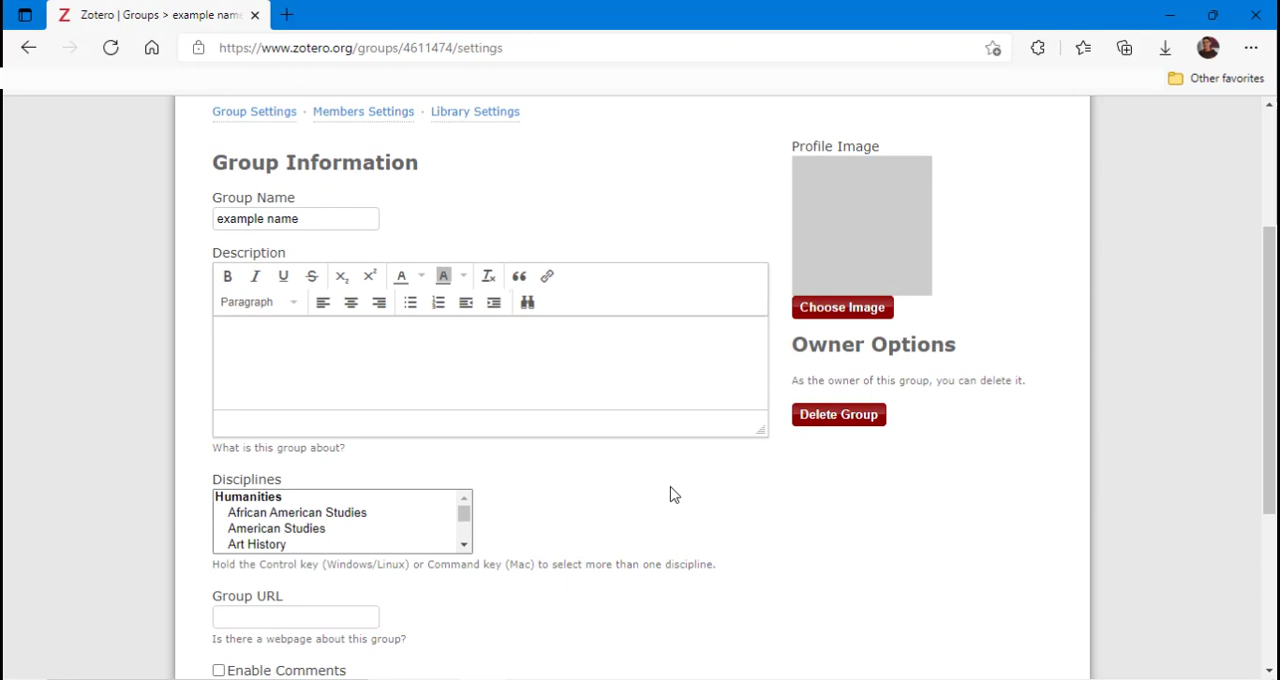 Zotero | Groups > example name
https://www.zotero.org/groups/4611474/settings
Other favorites
Group Settings · Members Settings · Library Settings
Group Information
Group Name
example name
Description
B I U S X₂ X² A A Tx
Paragraph
What is this group about?
Disciplines
Humanities
African American Studies
American Studies
Art History
Hold the Control key (Windows/Linux) or Command key (Mac) to select more than one discipline.
Group URL
Is there a webpage about this group?
Enable Comments
Profile Image
Choose Image
Owner Options
As the owner of this group, you can delete it.
Delete Group